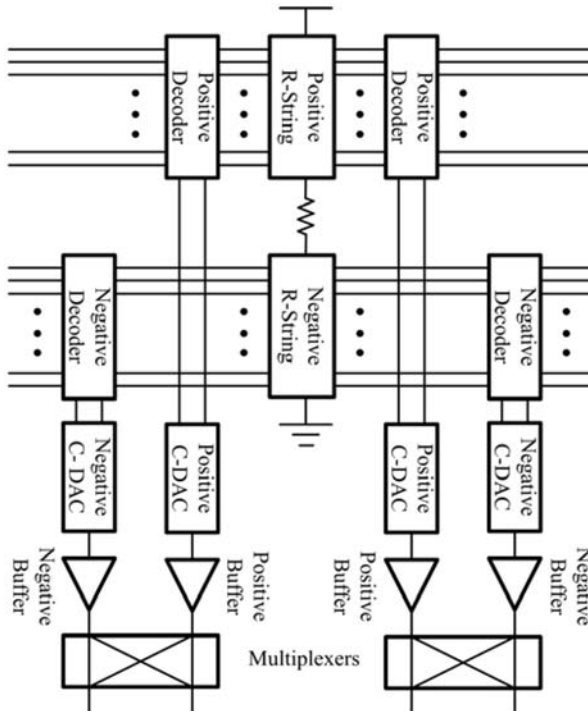 Positive
Decoder
Positive
R-String
Positive
Decoder
Negative
Decoder
Negative
R-String
Negative
Decoder
Negative
C- DAC
Positive
C-DAC
Positive
C-DAC
Negative
C-DAC
Negative
Buffer
Positive
Buffer
Positive
Buffer
Negative
Buffer
Multiplexers